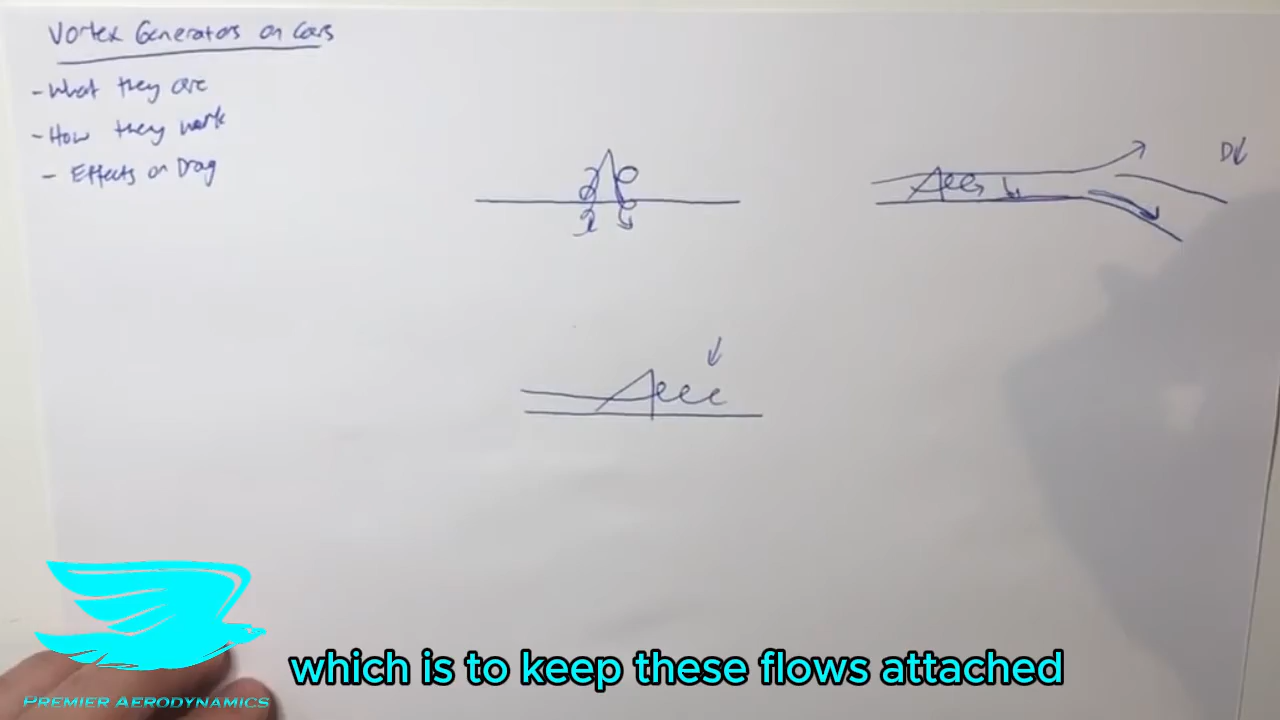 Vortex Generators on Cars
- What they are
- How they work
- Effects on Drag
D↓
which is to keep these flows attached
PREMIER AERODYNAMICS